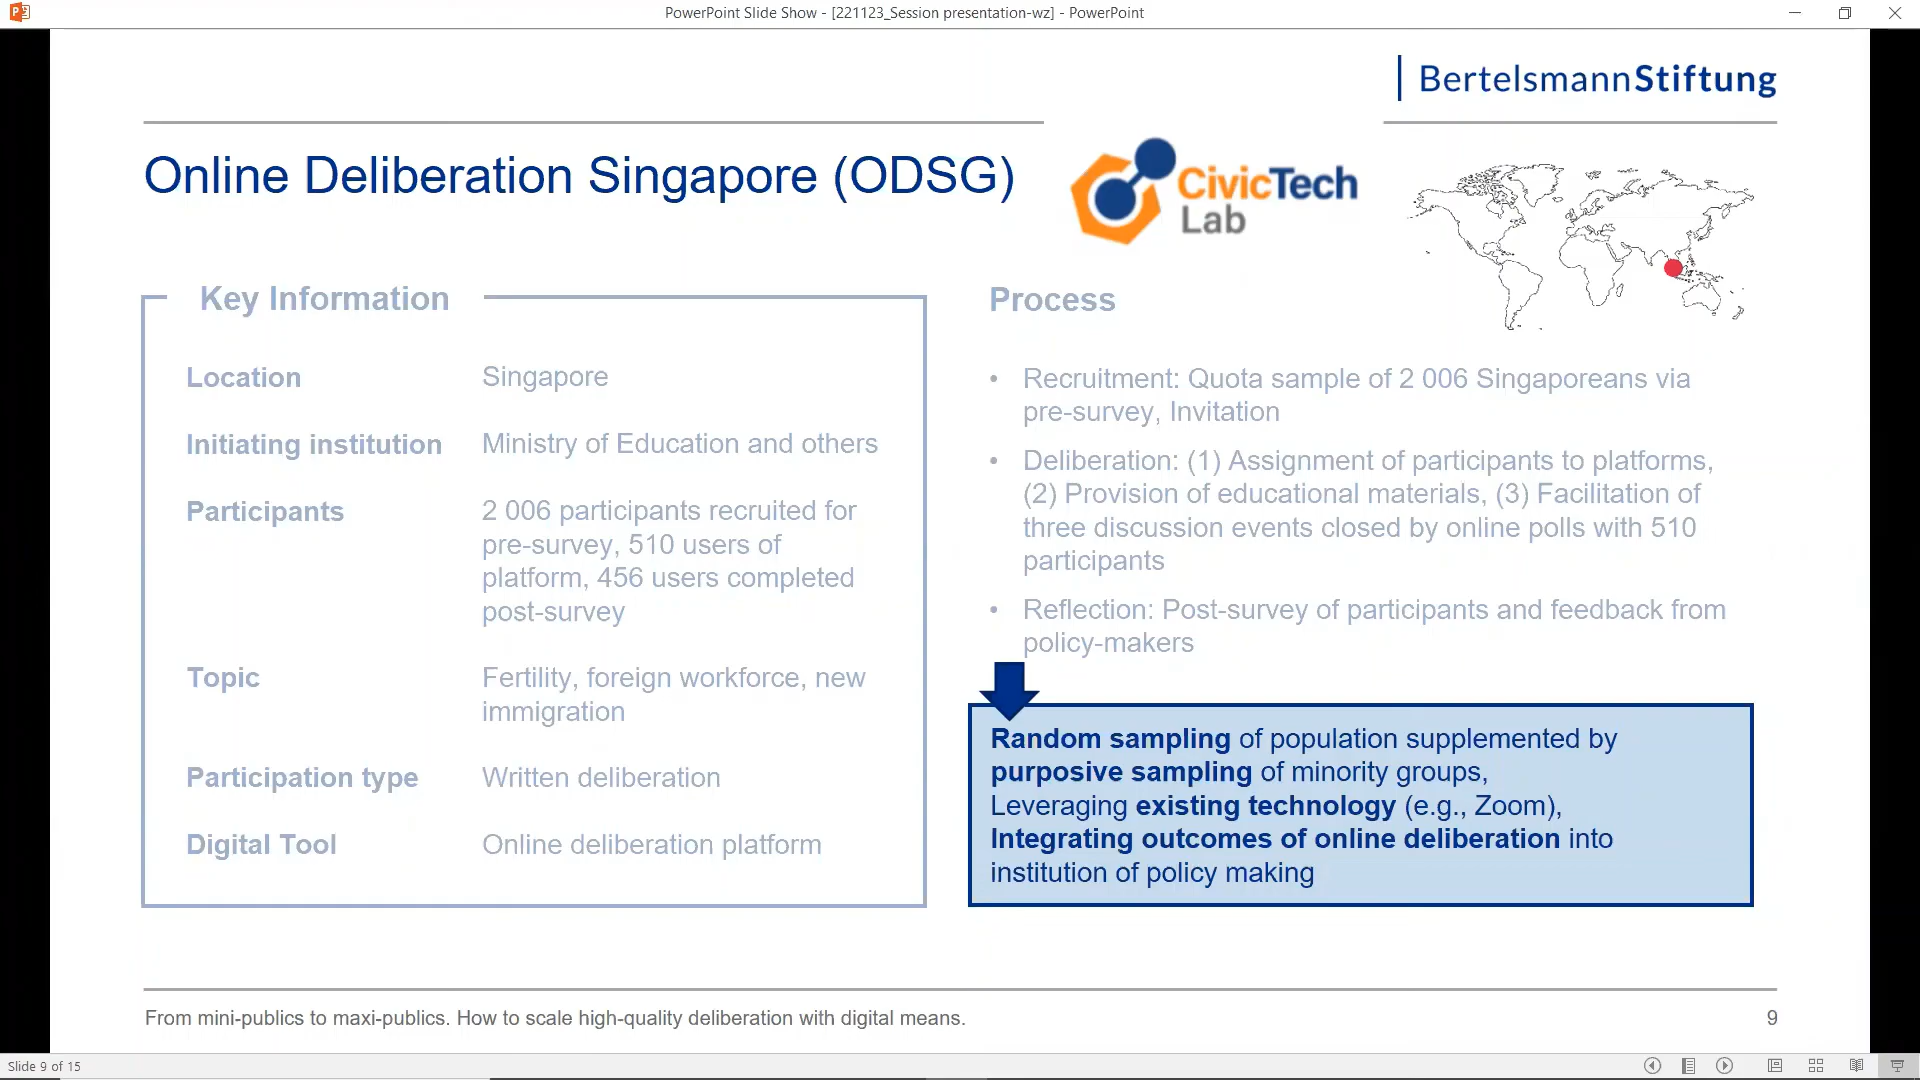 PowerPoint Slide Show - [221123_Session presentation-wz] - PowerPoint
BertelsmannStiftung
Online Deliberation Singapore (ODSG)
CivicTech
Lab
Key Information
Location Singapore
Initiating institution Ministry of Education and others
Participants 2 006 participants recruited for
pre-survey, 510 users of
platform, 456 users completed
post-survey
Topic Fertility, foreign workforce, new
immigration
Participation type Written deliberation
Digital Tool Online deliberation platform
Process
• Recruitment: Quota sample of 2 006 Singaporeans via
pre-survey, Invitation
• Deliberation: (1) Assignment of participants to platforms,
(2) Provision of educational materials, (3) Facilitation of
three discussion events closed by online polls with 510
participants
• Reflection: Post-survey of participants and feedback from
policy-makers
Random sampling of population supplemented by
purposive sampling of minority groups,
Leveraging existing technology (e.g., Zoom),
Integrating outcomes of online deliberation into
institution of policy making
From mini-publics to maxi-publics. How to scale high-quality deliberation with digital means.
9
Slide 9 of 15